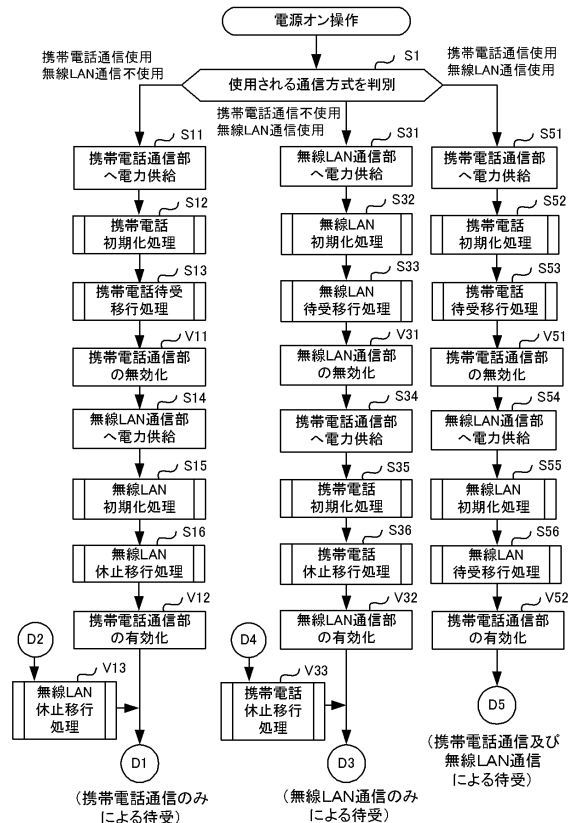 電源オン操作
S1
使用される通信方式を判別
携帯電話通信使用
無線LAN通信不使用
携帯電話通信不使用
無線LAN通信使用
携帯電話通信使用
無線LAN通信使用
S11
携帯電話通信部
へ電力供給
S12
携帯電話
初期化処理
S13
携帯電話待受
移行処理
V11
携帯電話通信部
の無効化
S14
無線LAN通信部
へ電力供給
S15
無線LAN
初期化処理
S16
無線LAN
休止移行処理
V12
携帯電話通信部
の有効化
D2
V13
無線LAN
休止移行
処理
D1
(携帯電話通信のみ
による待受)
S31
無線LAN通信部
へ電力供給
S32
無線LAN
初期化処理
S33
無線LAN
待受移行処理
V31
無線LAN通信部
の無効化
S34
携帯電話通信部
へ電力供給
S35
携帯電話
初期化処理
S36
携帯電話
休止移行処理
V32
無線LAN通信部
の有効化
D4
V33
携帯電話
休止移行
処理
D3
(無線LAN通信のみ
による待受)
S51
携帯電話通信部
へ電力供給
S52
携帯電話
初期化処理
S53
携帯電話
待受移行処理
V51
携帯電話通信部
の無効化
S54
無線LAN通信部
へ電力供給
S55
無線LAN
初期化処理
S56
無線LAN
待受移行処理
V52
携帯電話通信部
の有効化
D5
(携帯電話通信及び
無線LAN通信
による待受)